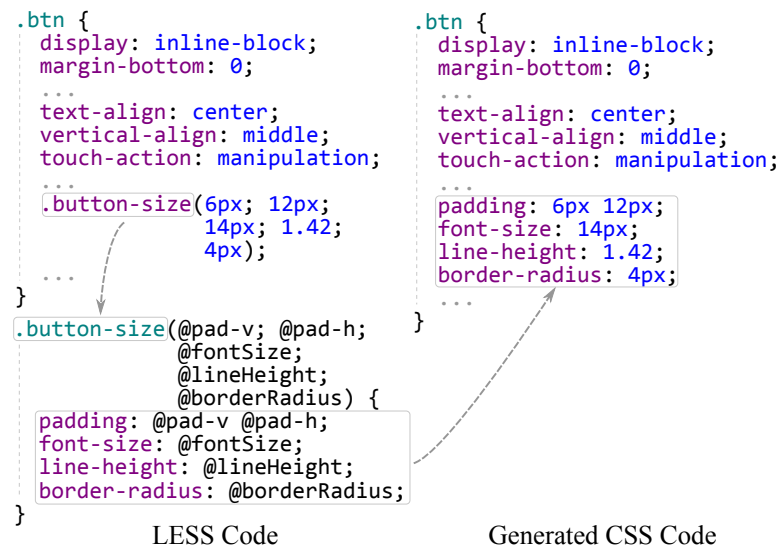 .btn {
display: inline-block;
margin-bottom: 0;
...
text-align: center;
vertical-align: middle;
touch-action: manipulation;
...
.button-size(6px; 12px;
14px; 1.42;
4px);
...
}
.button-size(@pad-v; @pad-h;
@fontSize;
@lineHeight;
@borderRadius) {
padding: @pad-v @pad-h;
font-size: @fontSize;
line-height: @lineHeight;
border-radius: @borderRadius;
}
LESS Code
.btn {
display: inline-block;
margin-bottom: 0;
...
text-align: center;
vertical-align: middle;
touch-action: manipulation;
...
padding: 6px 12px;
font-size: 14px;
line-height: 1.42;
border-radius: 4px;
...
}
Generated CSS Code